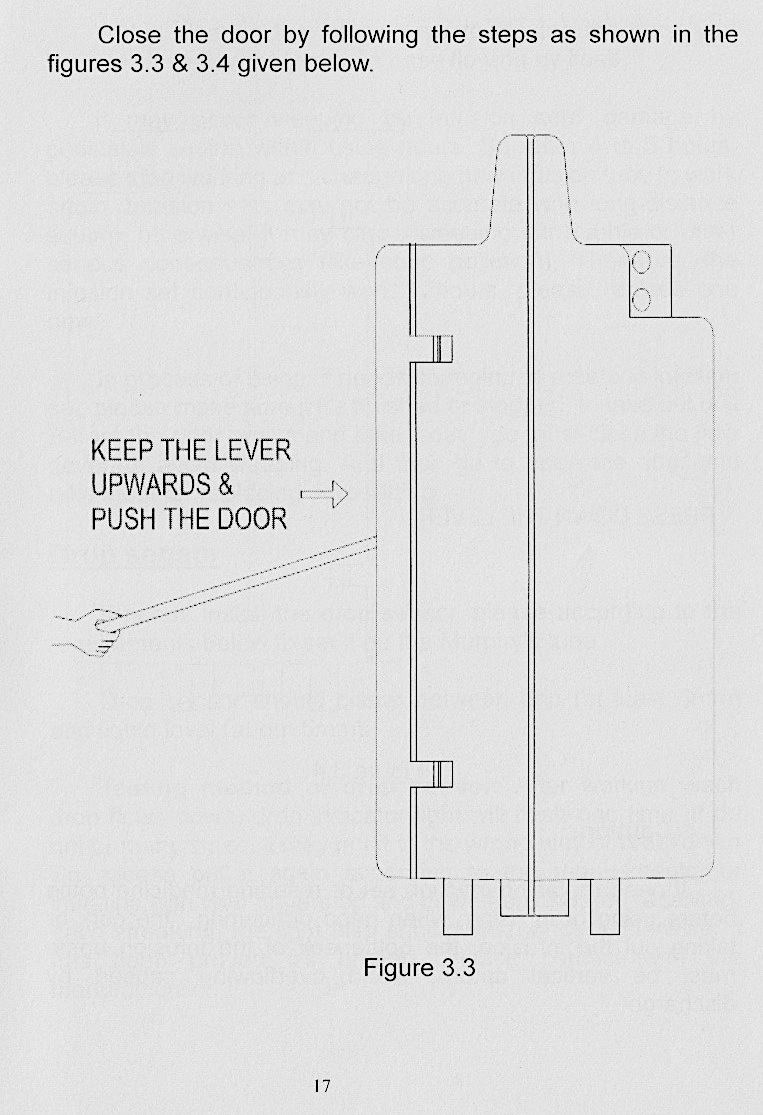 Close the door by following the steps as shown in the
figures 3.3 & 3.4 given below.
KEEP THE LEVER
UPWARDS &
PUSH THE DOOR
Figure 3.3
17